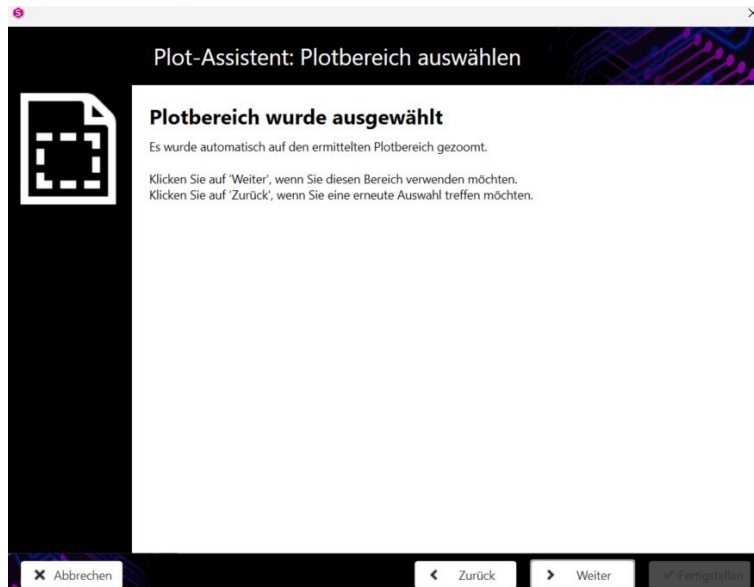 S
Plot-Assistent: Plotbereich auswählen
Plotbereich wurde ausgewählt
Es wurde automatisch auf den ermittelten Plotbereich gezoomt.
Klicken Sie auf 'Weiter', wenn Sie diesen Bereich verwenden möchten.
Klicken Sie auf 'Zurück', wenn Sie eine erneute Auswahl treffen möchten.
Abbrechen
Zurück
Weiter
Fertigstellen